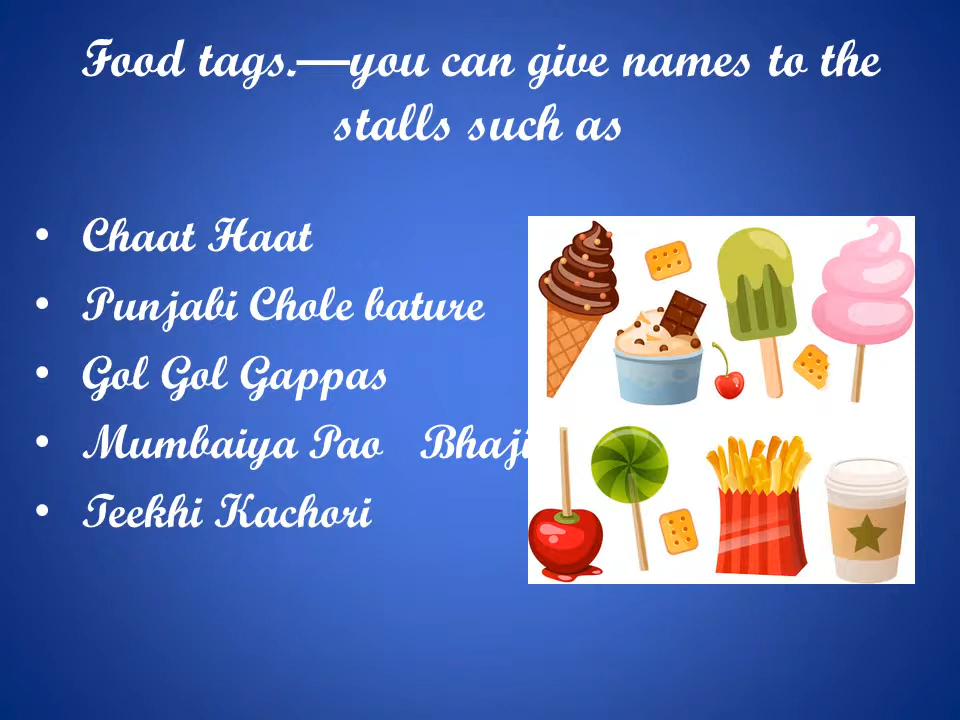 Food tags.—you can give names to the
stalls such as
• Chaat Haat
• Punjabi Chole bature
• Gol Gol Gappas
• Mumbaiya Pao Bhaji
• Teekhi Kachori